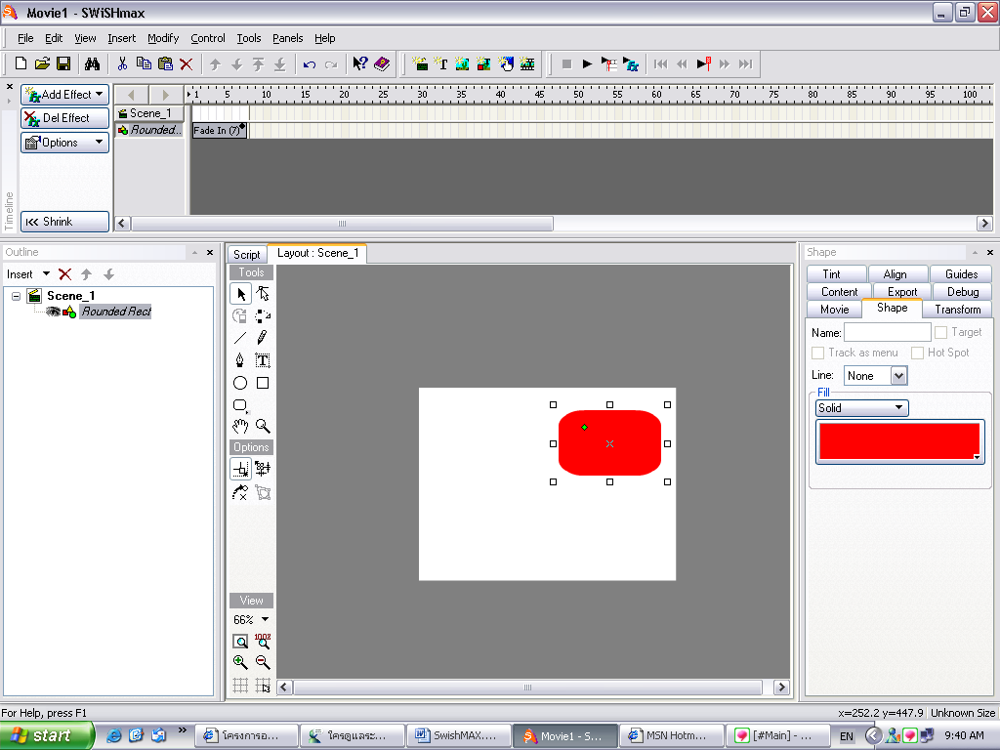 Movie1 - SWiSHmax
File Edit View Insert Modify Control Tools Panels Help
Add Effect
1 5 10 15 20 25 30 35 40 45 50 55 60 65 70 75 80 85 90 95 100
Scene_1
Del Effect
Rounded... Fade In (7)
Options
Timeline
Shrink
Outline
Script Layout : Scene_1
Shape
Insert
Tools
Tint Align Guides
Content Export Debug
Movie Shape Transform
Scene_1
Rounded Rect
Name: Target
Track as menu Hot Spot
Line: None
Fill
Solid
Options
View
66%
100%
For Help, press F1
x=252.2 y=447.9 Unknown Size
start
โครงการอ...
ใครดูและระ...
SwishMAX....
Movie1 - S...
MSN Hotm...
[#Main] - ...
EN
9:40 AM